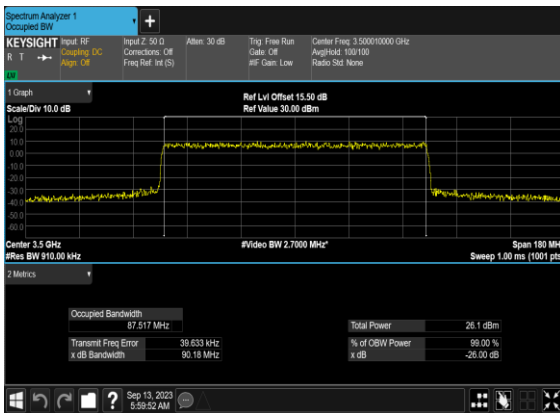 Spectrum Analyzer 1
Occupied BW
KEYSIGHT
R T
LV
Input: RF
Coupling: DC
Align: Off
Input Z: 50 Ω
Corrections: Off
Freq Ref: Int (S)
Atten: 30 dB
Trig: Free Run
Gate: Off
#IF Gain: Low
Center Freq: 3.500010000 GHz
Avg|Hold: 100/100
Radio Std: None
1 Graph
Scale/Div 10.0 dB
Ref Lvl Offset 15.50 dB
Ref Value 30.00 dBm
Log
20.0
10.0
0.00
-10.0
-20.0
-30.0
-40.0
-50.0
-60.0
Center 3.5 GHz
#Res BW 910.00 kHz
#Video BW 2.7000 MHz*
Span 180 MH
Sweep 1.00 ms (1001 pts
2 Metrics
Occupied Bandwidth
87.517 MHz
Transmit Freq Error 39.633 kHz
x dB Bandwidth 90.18 MHz
Total Power 26.1 dBm
% of OBW Power 99.00 %
x dB -26.00 dB
Sep 13, 2023
5:59:52 AM